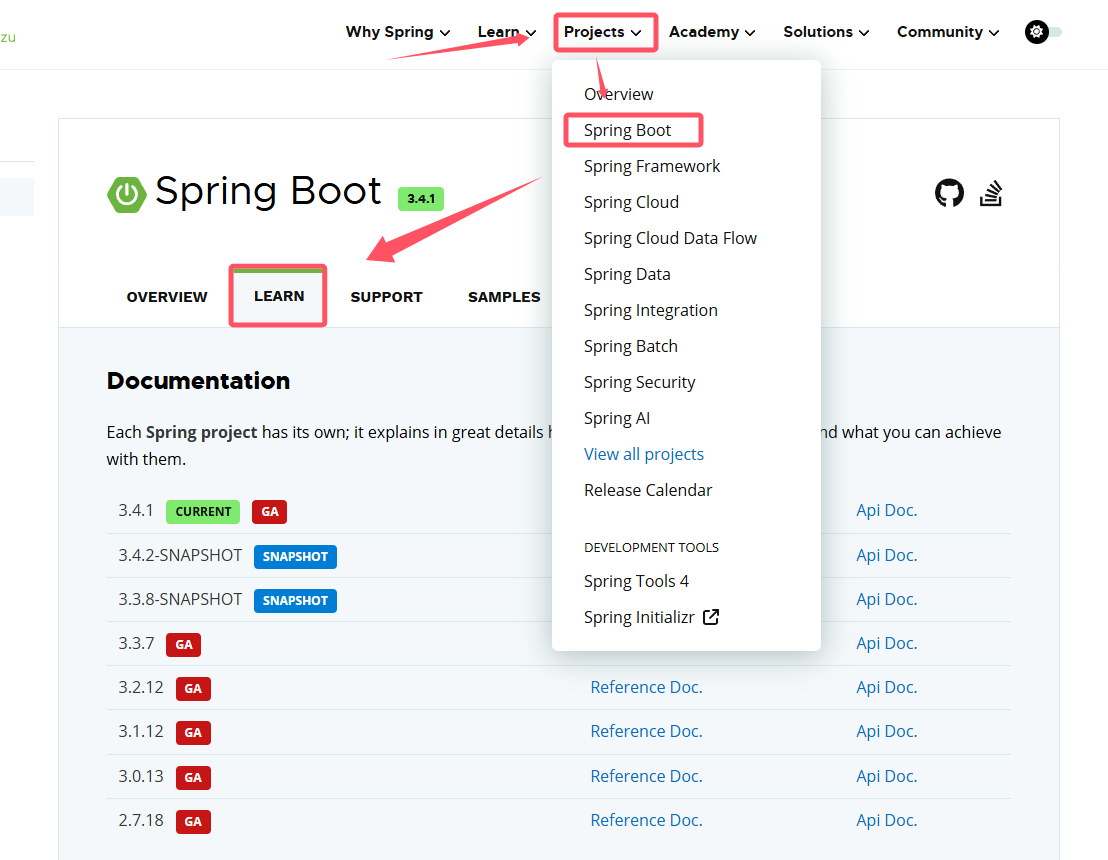 zu
Why Spring Learn Projects Academy Solutions Community
Overview
Spring Boot
Spring Framework
Spring Cloud
Spring Cloud Data Flow
Spring Data
Spring Integration
Spring Batch
Spring Security
Spring AI
View all projects
Release Calendar
DEVELOPMENT TOOLS
Spring Tools 4
Spring Initializr
Spring Boot 3.4.1
OVERVIEW LEARN SUPPORT SAMPLES
Documentation
Each Spring project has its own; it explains in great details nd what you can achieve
with them.
3.4.1 CURRENT GA Api Doc.
3.4.2-SNAPSHOT SNAPSHOT Api Doc.
3.3.8-SNAPSHOT SNAPSHOT Api Doc.
3.3.7 GA Api Doc.
3.2.12 GA Reference Doc. Api Doc.
3.1.12 GA Reference Doc. Api Doc.
3.0.13 GA Reference Doc. Api Doc.
2.7.18 GA Reference Doc. Api Doc.